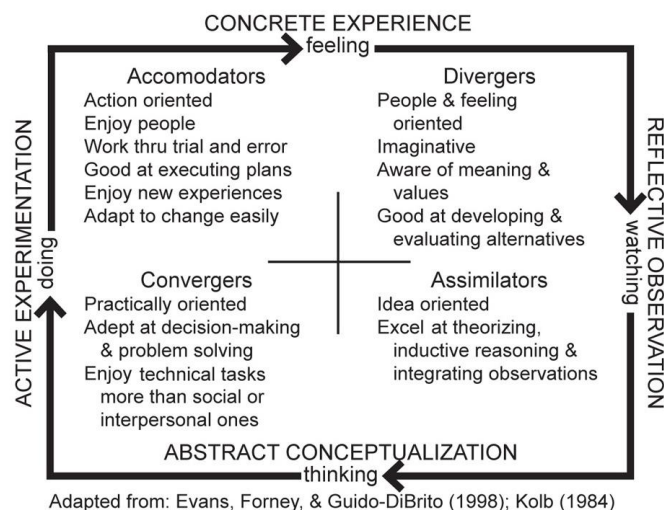 CONCRETE EXPERIENCE
feeling
Accomodators
Action oriented
Enjoy people
Work thru trial and error
Good at executing plans
Enjoy new experiences
Adapt to change easily
Divergers
People & feeling
oriented
Imaginative
Aware of meaning &
values
Good at developing &
evaluating alternatives
ACTIVE EXPERIMENTATION
doing
REFLECTIVE OBSERVATION
watching
Convergers
Practically oriented
Adept at decision-making
& problem solving
Enjoy technical tasks
more than social or
interpersonal ones
Assimilators
Idea oriented
Excel at theorizing,
inductive reasoning &
integrating observations
ABSTRACT CONCEPTUALIZATION
thinking
Adapted from: Evans, Forney, & Guido-DiBrito (1998); Kolb (1984)